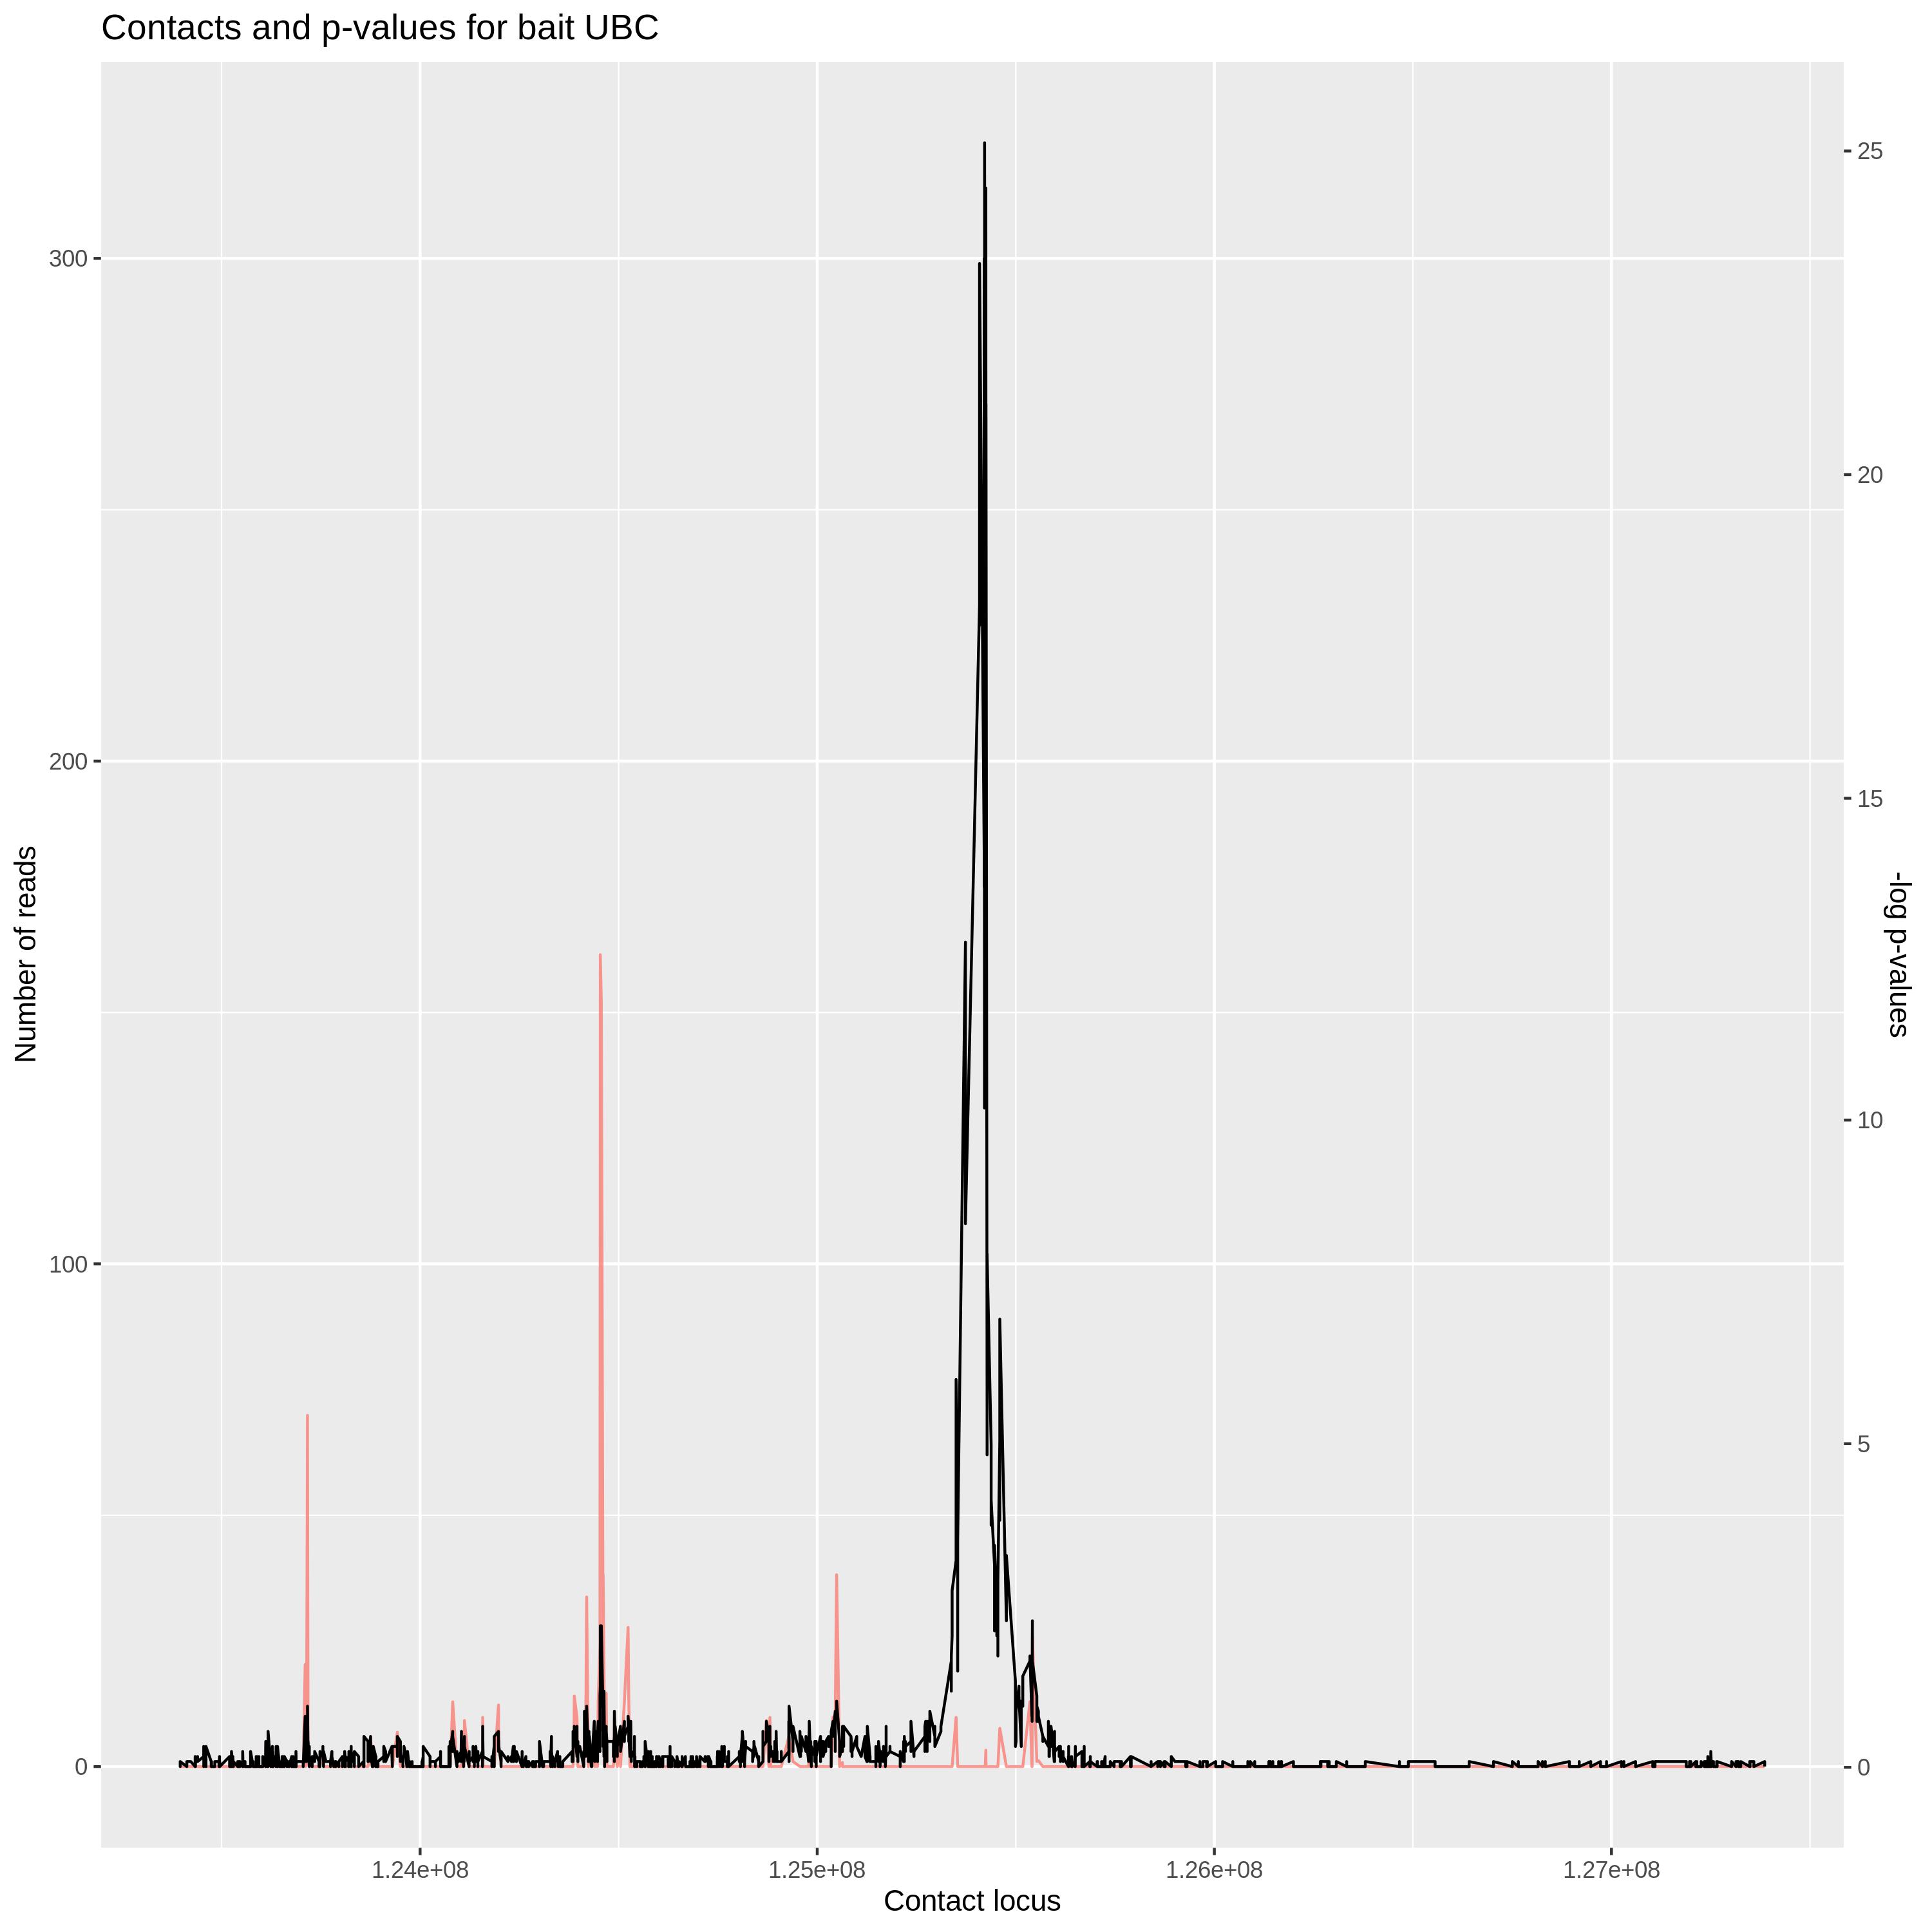 Contacts and p-values for bait UBC
Number of reads
300
200
100
0
25
20
15
10
5
0
-log p-values
1.24e+08
1.25e+08
1.26e+08
1.27e+08
Contact locus